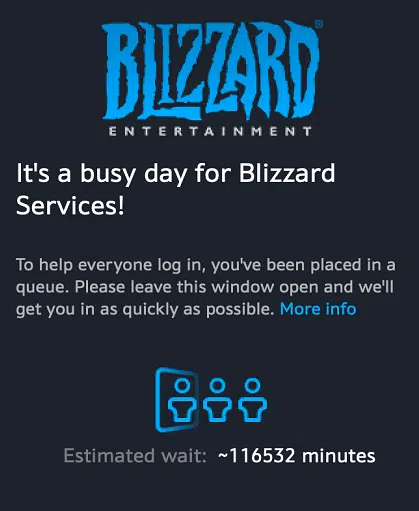 BLIZZARD®
ENTERTAINMENT
It's a busy day for Blizzard
Services!
To help everyone log in, you've been placed in a
queue. Please leave this window open and we'll
get you in as quickly as possible. More info
Estimated wait: ~116532 minutes